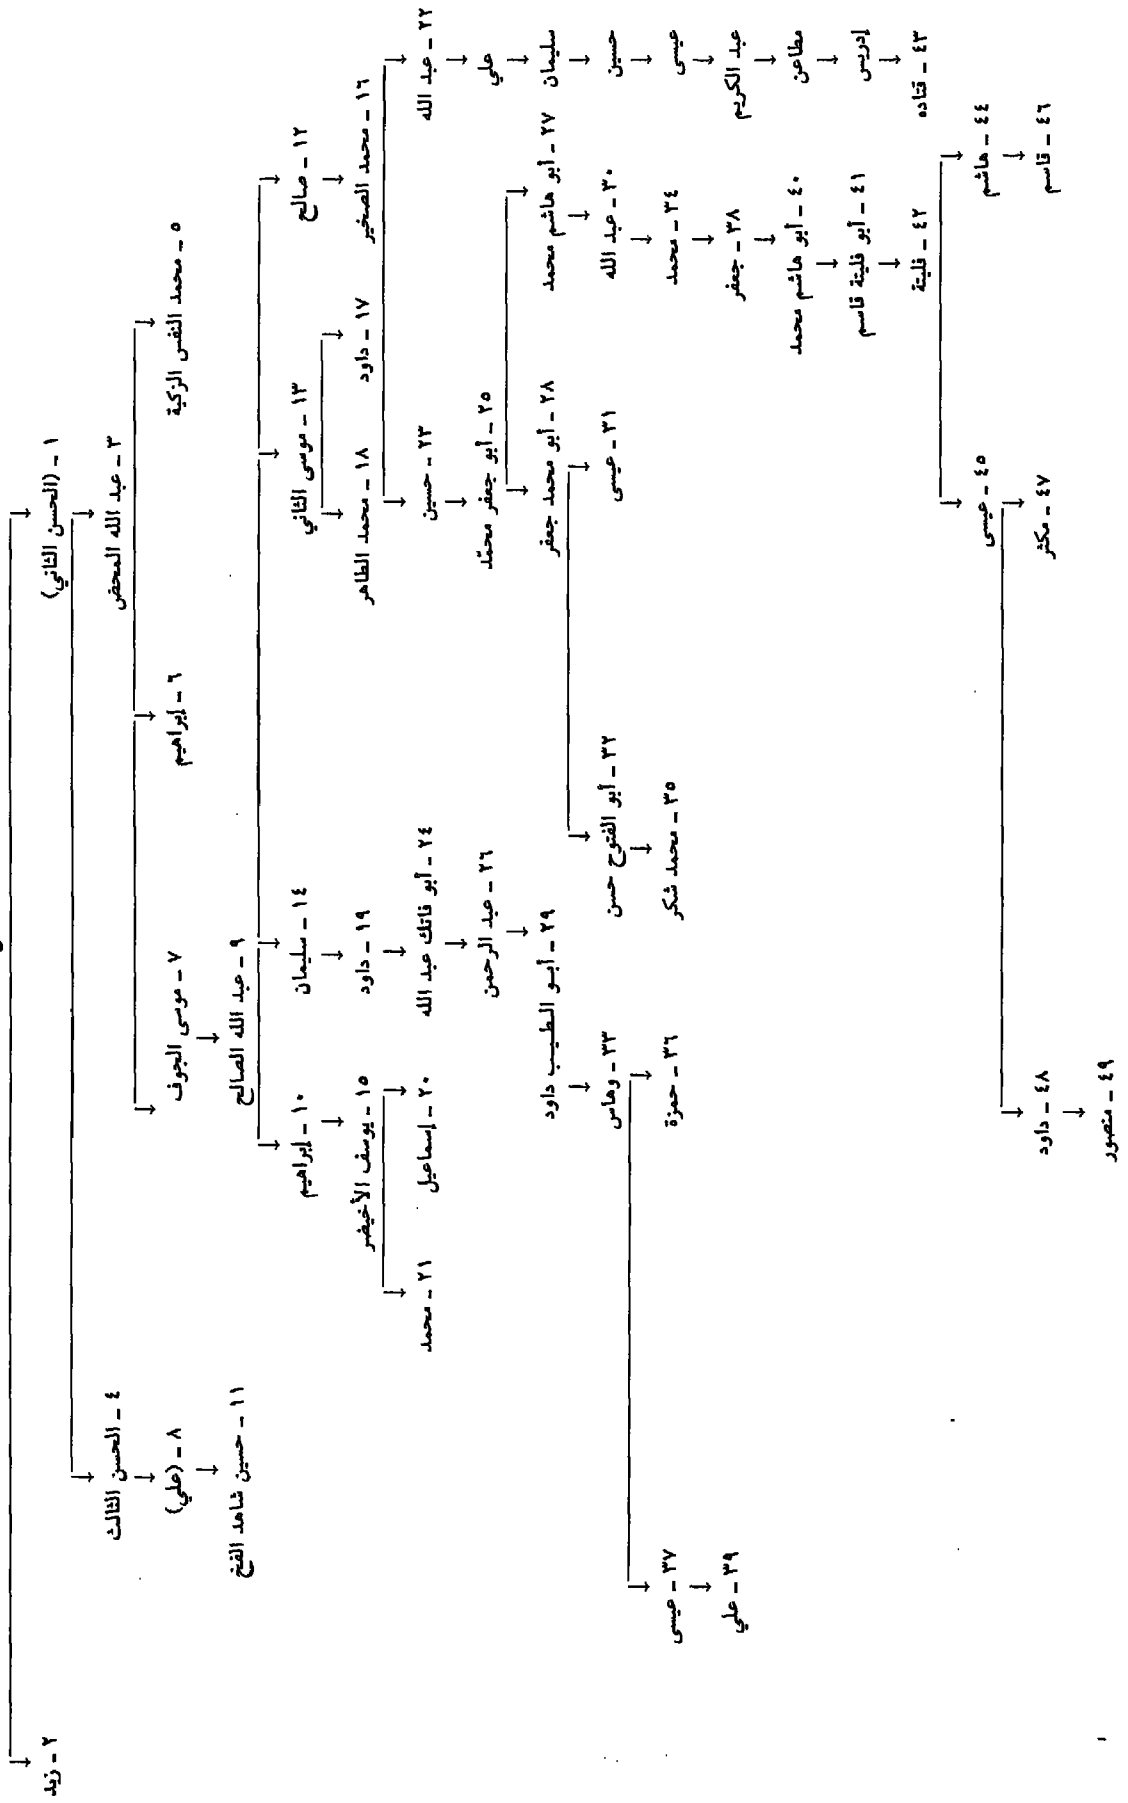 ١ - (الحسن الثاني)
٢ - زيد
٣ - عبد الله المحض
٤ - الحسن الثالث
٥ - محمد النفس الزكية
٦ - إبراهيم
٧ - موسى الجوف
٨ - (علي)
٩ - عبد الله الصالح
١١ - حسين شاهد الفخ
١٢ - صالح
١٣ - موسى الثاني
١٤ - سليمان
١٠ - إبراهيم
١٦ - محمد الصغير
١٧ - داود
١٨ - محمد الطاهر
١٩ - داود
١٥ - يوسف الأخيضر
٢٢ - عبد الله
٢٣ - حسين
٢٤ - أبو فاتك عبد الله
٢٠ - إسماعيل
٢١ - محمد
علي
٢٥ - أبو جعفر محمّد
٢٦ - عبد الرحمن
سليمان
٢٧ - أبو هاشم محمد
٢٨ - أبو محمد جعفر
٢٩ - أبو الطيب داود
حسين
٣٠ - عبد الله
٣١ - عيسى
٣٢ - أبو الفتوح حسن
٣٣ - وهاس
عيسى
٣٤ - محمد
٣٥ - محمد شكر
٣٦ - حمزة
٣٧ - عيسى
عبد الكريم
٣٨ - جعفر
٣٩ - علي
مطاعن
٤٠ - أبو هاشم محمد
إدريس
٤١ - أبو فليتة قاسم
٤٣ - قتاده
٤٢ - فليتة
٤٤ - هاشم
٤٥ - عيسى
٤٦ - قاسم
٤٧ - مكثر
٤٨ - داود
٤٩ - منصور